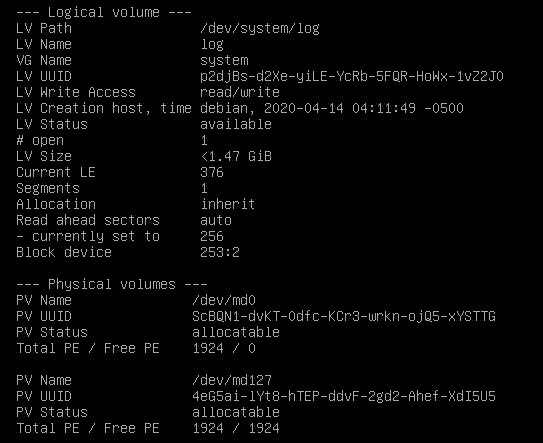 --- Logical volume ---
LV Path                /dev/system/log
LV Name                log
VG Name                system
LV UUID                p2djBs-d2Xe-yiLE-YcRb-5FQR-HoWx-1vZ2J0
LV Write Access        read/write
LV Creation host, time debian, 2020-04-14 04:11:49 -0500
LV Status              available
# open                 1
LV Size                <1.47 GiB
Current LE             376
Segments               1
Allocation             inherit
Read ahead sectors     auto
- currently set to     256
Block device           253:2

--- Physical volumes ---
PV Name               /dev/md0
PV UUID               ScBQN1-dvKT-0dfc-KCr3-wrkn-ojQ5-xYSTTG
PV Status             allocatable
Total PE / Free PE    1924 / 0

PV Name               /dev/md127
PV UUID               4eG5ai-lYt8-hTEP-ddvF-2gd2-Ahef-XdI5U5
PV Status             allocatable
Total PE / Free PE    1924 / 1924